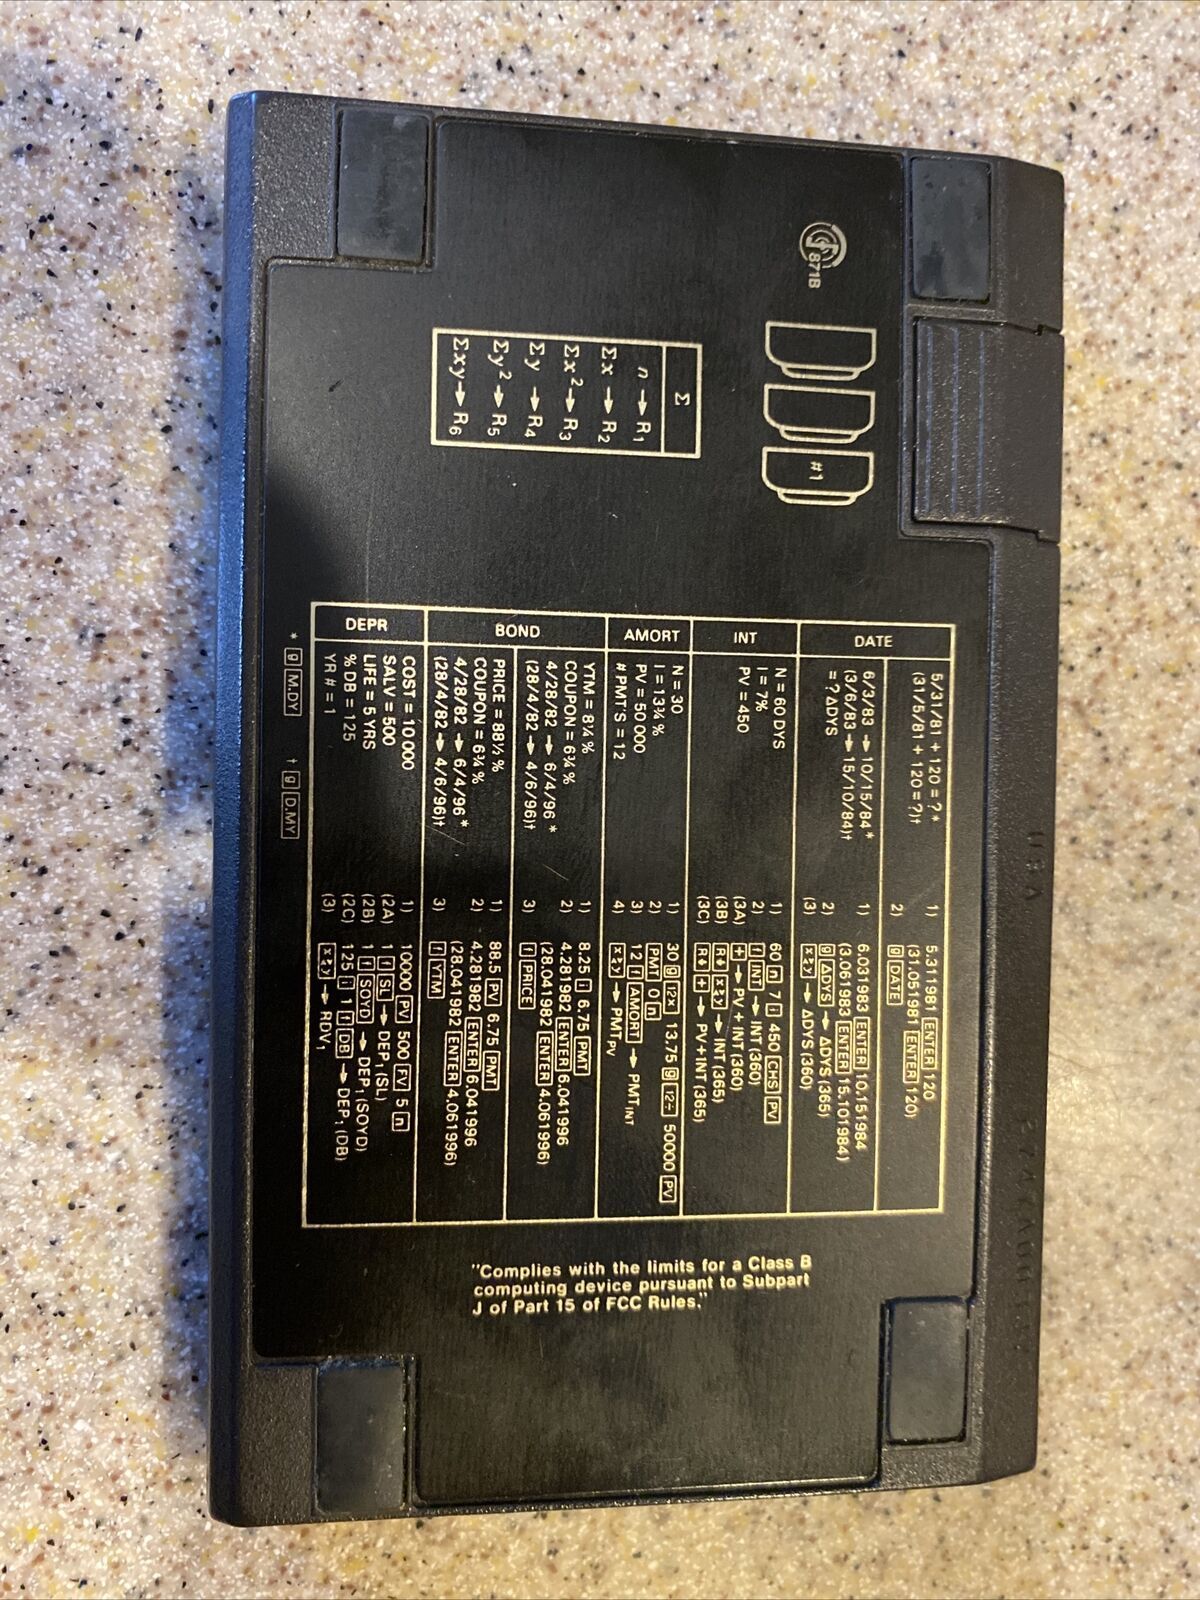 871B
#1
Σ
n → R1
Σx → R2
Σx² → R3
Σy → R4
Σy² → R5
Σxy → R6
DATE
5/31/81 + 120 = ?*
(31/5/81 + 120 = ?)†
1) 5.311981 ENTER 120
(31.051981 ENTER 120)
2) g DATE
6/3/83 → 10/15/84*
(3/6/83 → 15/10/84)†
= ? ΔDYS
1) 6.031983 ENTER 10.151984
(3.061983 ENTER 15.101984)
2) g ΔDYS → ΔDYS (365)
(3) x≷y → ΔDYS (360)
INT
N = 60 DYS
I = 7%
PV = 450
1) 60 n 7 i 450 CHS PV
2) f INT → INT (360)
(3A) + → PV + INT (360)
(3B) R↓ x≷y → INT (365)
(3C) R↓ + → PV+INT (365)
AMORT
N = 30
I = 13¾ %
PV = 50 000
# PMT'S = 12
1) 30 g 12x 13.75 g 12÷ 50000 PV
2) PMT 0 n
3) 12 f AMORT → PMT INT
4) x≷y → PMT PV
BOND
YTM = 8¼ %
COUPON = 6¾ %
4/28/82 → 6/4/96 *
(28/4/82 → 4/6/96)†
1) 8.25 i 6.75 PMT
2) 4.281982 ENTER 6.041996
(28.041982 ENTER 4.061996)
3) f PRICE
PRICE = 88½ %
COUPON = 6¾ %
4/28/82 → 6/4/96 *
(28/4/82 → 4/6/96)†
1) 88.5 PV 6.75 PMT
2) 4.281982 ENTER 6.041996
(28.041982 ENTER 4.061996)
3) f YTM
DEPR
COST = 10 000
SALV = 500
LIFE = 5 YRS
% DB = 125
YR # = 1
1) 10000 PV 500 FV 5 n
(2A) 1 f SL → DEP1 (SL)
(2B) 1 f SOYD → DEP1 (SOYD)
(2C) 125 i 1 f DB → DEP1 (DB)
(3) x≷y → RDV1
* g M.DY † g D.MY
"Complies with the limits for a Class B
computing device pursuant to Subpart
J of Part 15 of FCC Rules."
USA